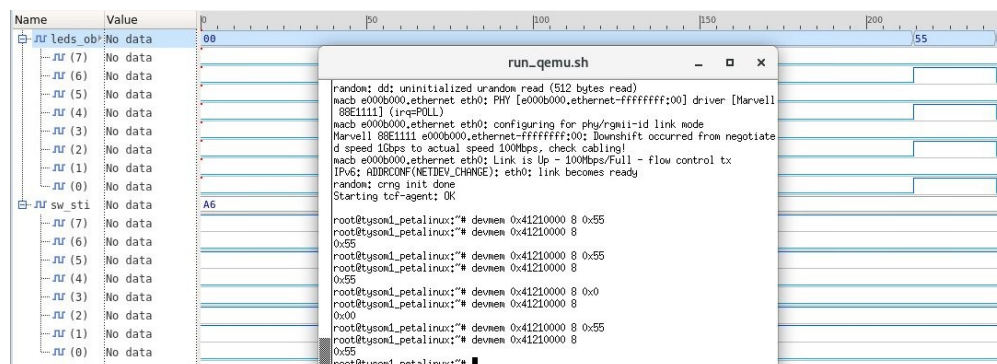 Name Value
0 50 100 150 200
leds_ob No data 00 55
(7) No data
(6) No data
(5) No data
(4) No data
(3) No data
(2) No data
(1) No data
(0) No data
sw_sti No data A6
(7) No data
(6) No data
(5) No data
(4) No data
(3) No data
(2) No data
(1) No data
(0) No data
run_qemu.sh
random: dd: uninitialized urandom read (512 bytes read)
macb e000b000.ethernet eth0: PHY [e000b000.ethernet-ffffffff:00] driver [Marvell
88E1111] (irq=POLL)
macb e000b000.ethernet eth0: configuring for phy/rgmii-id link mode
Marvell 88E1111 e000b000.ethernet-ffffffff:00: Downshift occurred from negotiate
d speed 1Gbps to actual speed 100Mbps, check cabling!
macb e000b000.ethernet eth0: Link is Up - 100Mbps/Full - flow control tx
IPv6: ADDRCONF(NETDEV_CHANGE): eth0: link becomes ready
random: crng init done
Starting tcf-agent: OK
root@tysom1_petalinux:~# devmem 0x41210000 8 0x55
root@tysom1_petalinux:~# devmem 0x41210000 8
0x55
root@tysom1_petalinux:~# devmem 0x41210000 8 0x55
root@tysom1_petalinux:~# devmem 0x41210000 8
0x55
root@tysom1_petalinux:~# devmem 0x41210000 8 0x0
root@tysom1_petalinux:~# devmem 0x41210000 8
0x00
root@tysom1_petalinux:~# devmem 0x41210000 8 0x55
root@tysom1_petalinux:~# devmem 0x41210000 8
0x55
root@tysom1_petalinux:~#